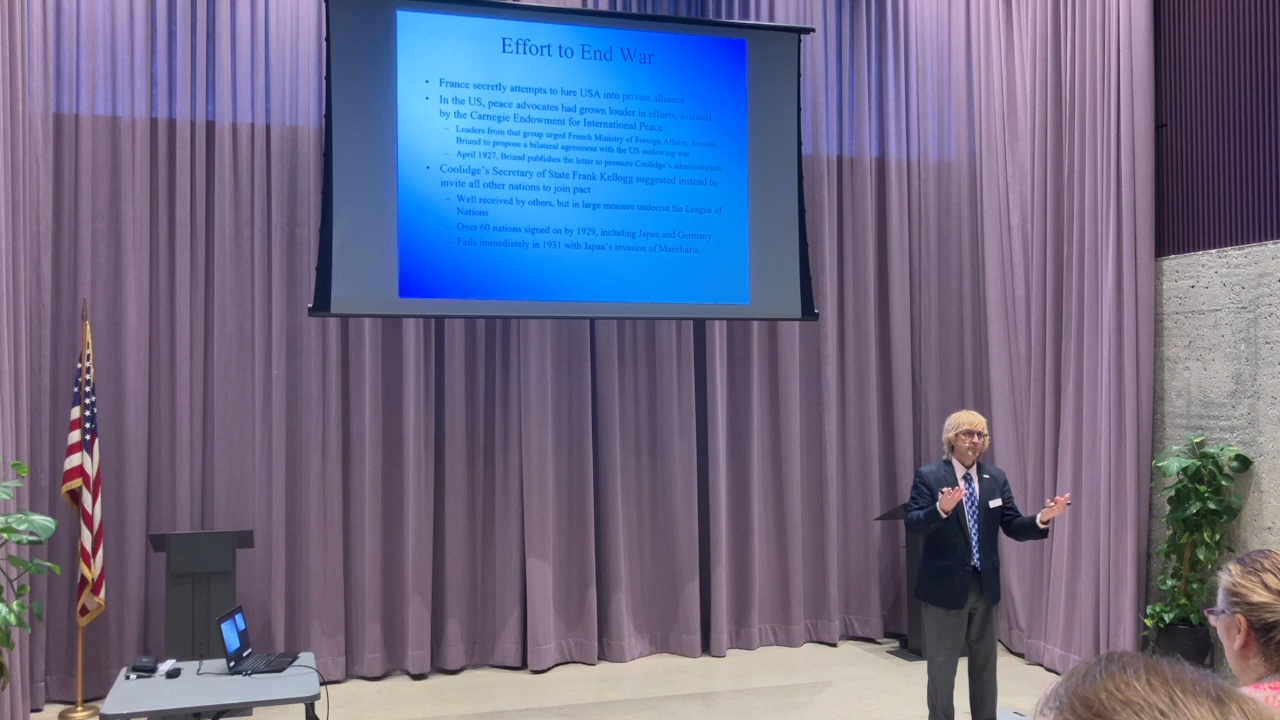 Effort to End War
• France secretly attempts to lure USA into private alliance
• In the US, peace advocates had grown louder in efforts, assisted
by the Carnegie Endowment for International Peace
– Leaders from that group urged French Ministry of Foreign Affairs, Aristide
Briand to propose a bilateral agreement with the US outlawing war
– April 1927, Briand publishes the letter to pressure Coolidge's administration
• Coolidge's Secretary of State Frank Kellogg suggested instead to
invite all other nations to join pact
– Well received by others, but in large measure undercut the League of
Nations
– Over 60 nations signed on by 1929, including Japan and Germany
– Fails immediately in 1931 with Japan's invasion of Manchuria